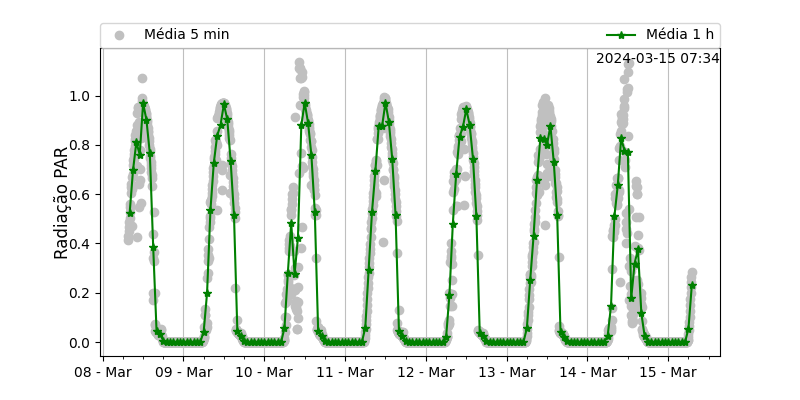 Média 5 min
Média 1 h
2024-03-15 07:34
Radiação PAR
1.0
0.8
0.6
0.4
0.2
0.0
08 - Mar
09 - Mar
10 - Mar
11 - Mar
12 - Mar
13 - Mar
14 - Mar
15 - Mar